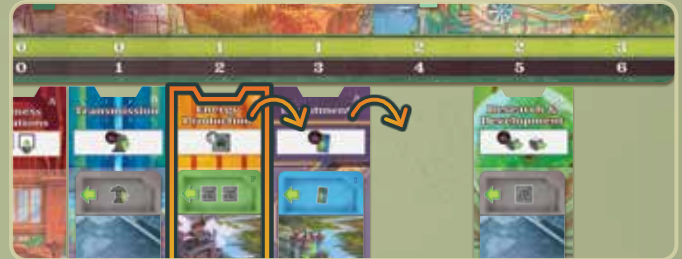 0 0 1 1 2 2 3
0 1 2 3 4 5 6
Transmission
Energy
Production
Research &
Development